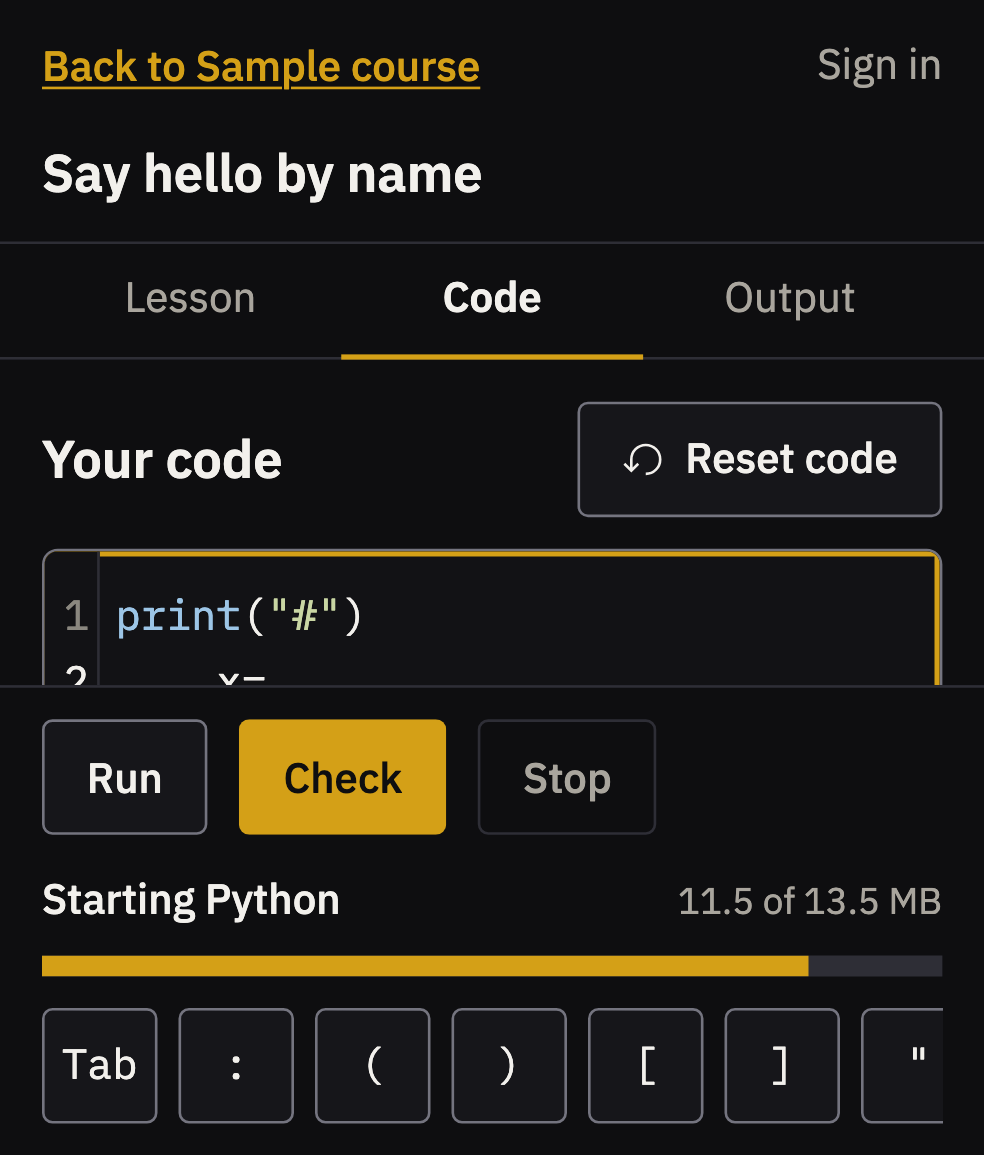 Back to Sample course
Sign in
Say hello by name
Lesson Code Output
Your code
Reset code
1 print("#")
2     x=
Run Check Stop
Starting Python
11.5 of 13.5 MB
Tab : ( ) [ ] "